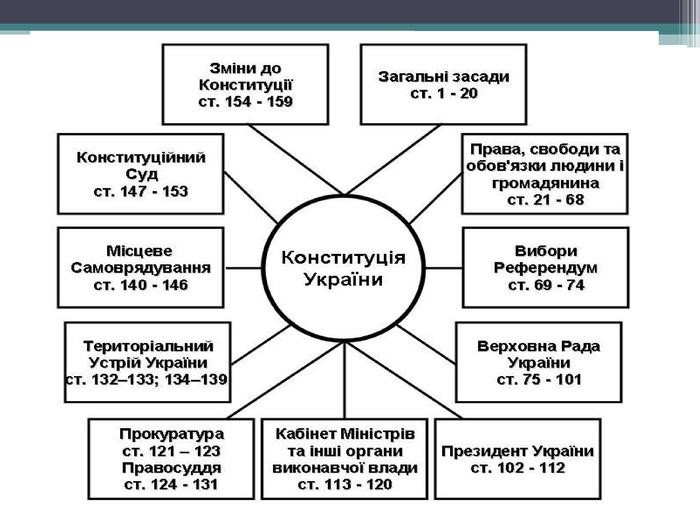 Зміни до
Конституції
ст. 154 - 159
Загальні засади
ст. 1 - 20
Конституційний
Суд
ст. 147 - 153
Права, свободи та
обов'язки людини і
громадянина
ст. 21 - 68
Місцеве
Самоврядування
ст. 140 - 146
Конституція
України
Вибори
Референдум
ст. 69 - 74
Територіальний
Устрій України
ст. 132–133; 134–139
Верховна Рада
України
ст. 75 - 101
Прокуратура
ст. 121 – 123
Правосуддя
ст. 124 - 131
Кабінет Міністрів
та інші органи
виконавчої влади
ст. 113 - 120
Президент України
ст. 102 - 112